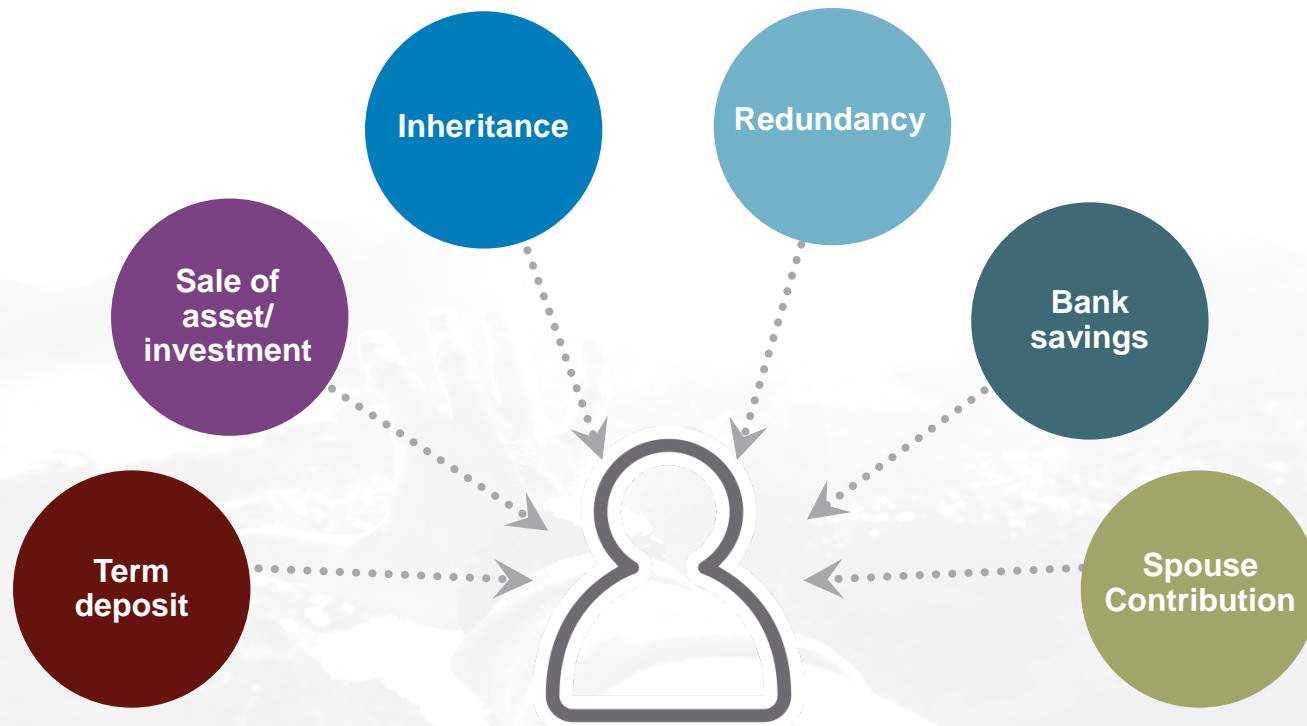 Inheritance
Redundancy
Sale of
asset/
investment
Bank
savings
Term
deposit
Spouse
Contribution